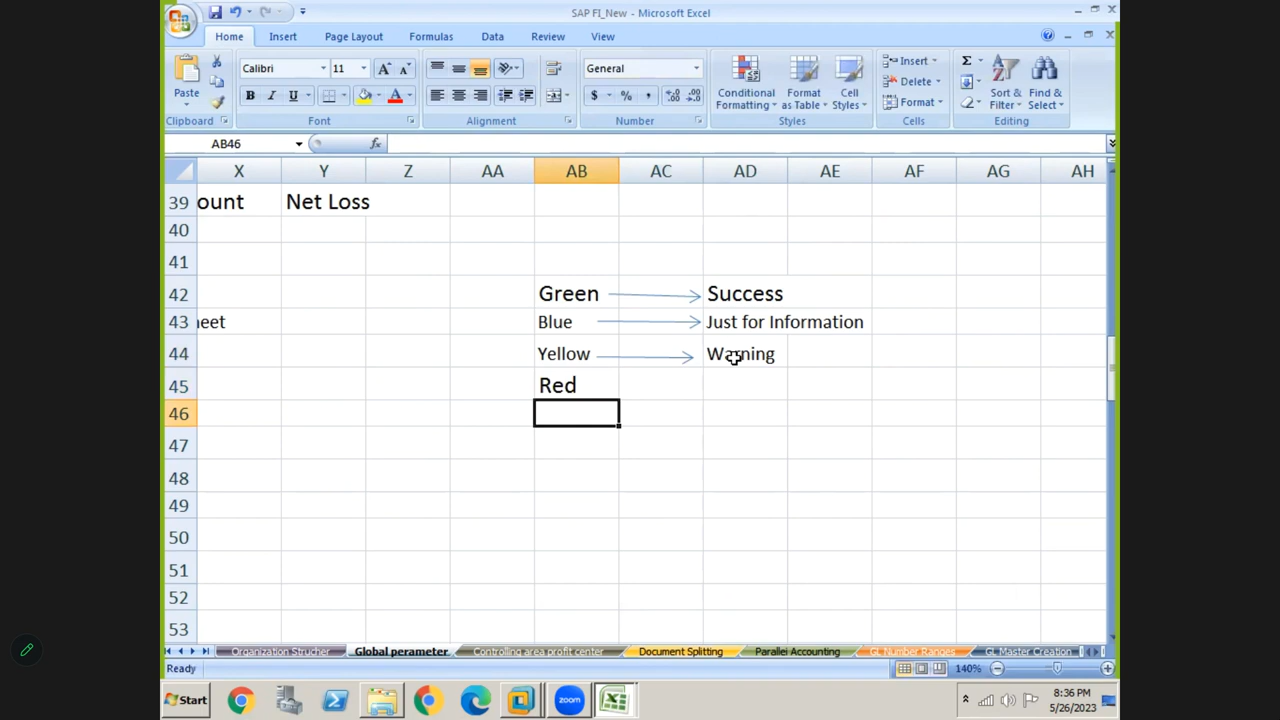 SAP FI_New - Microsoft Excel
Home Insert Page Layout Formulas Data Review View
Paste
Calibri 11
B I U
General
$ % ,
Conditional Formatting
Format as Table
Cell Styles
Insert
Delete
Format
Σ
Sort & Filter
Find & Select
Clipboard Font Alignment Number Styles Cells Editing
AB46 fx
X Y Z AA AB AC AD AE AF AG AH
39 ount Net Loss
40
41
42 Green Success
43 eet Blue Just for Information
44 Yellow Warning
45 Red
46
47
48
49
50
51
52
53
Organization Strucher Global perameter Controlling area profit center Document Splitting Parallel Accounting GL Number Ranges GL Master Creation
Ready 140%
Start zoom 8:36 PM
5/26/2023